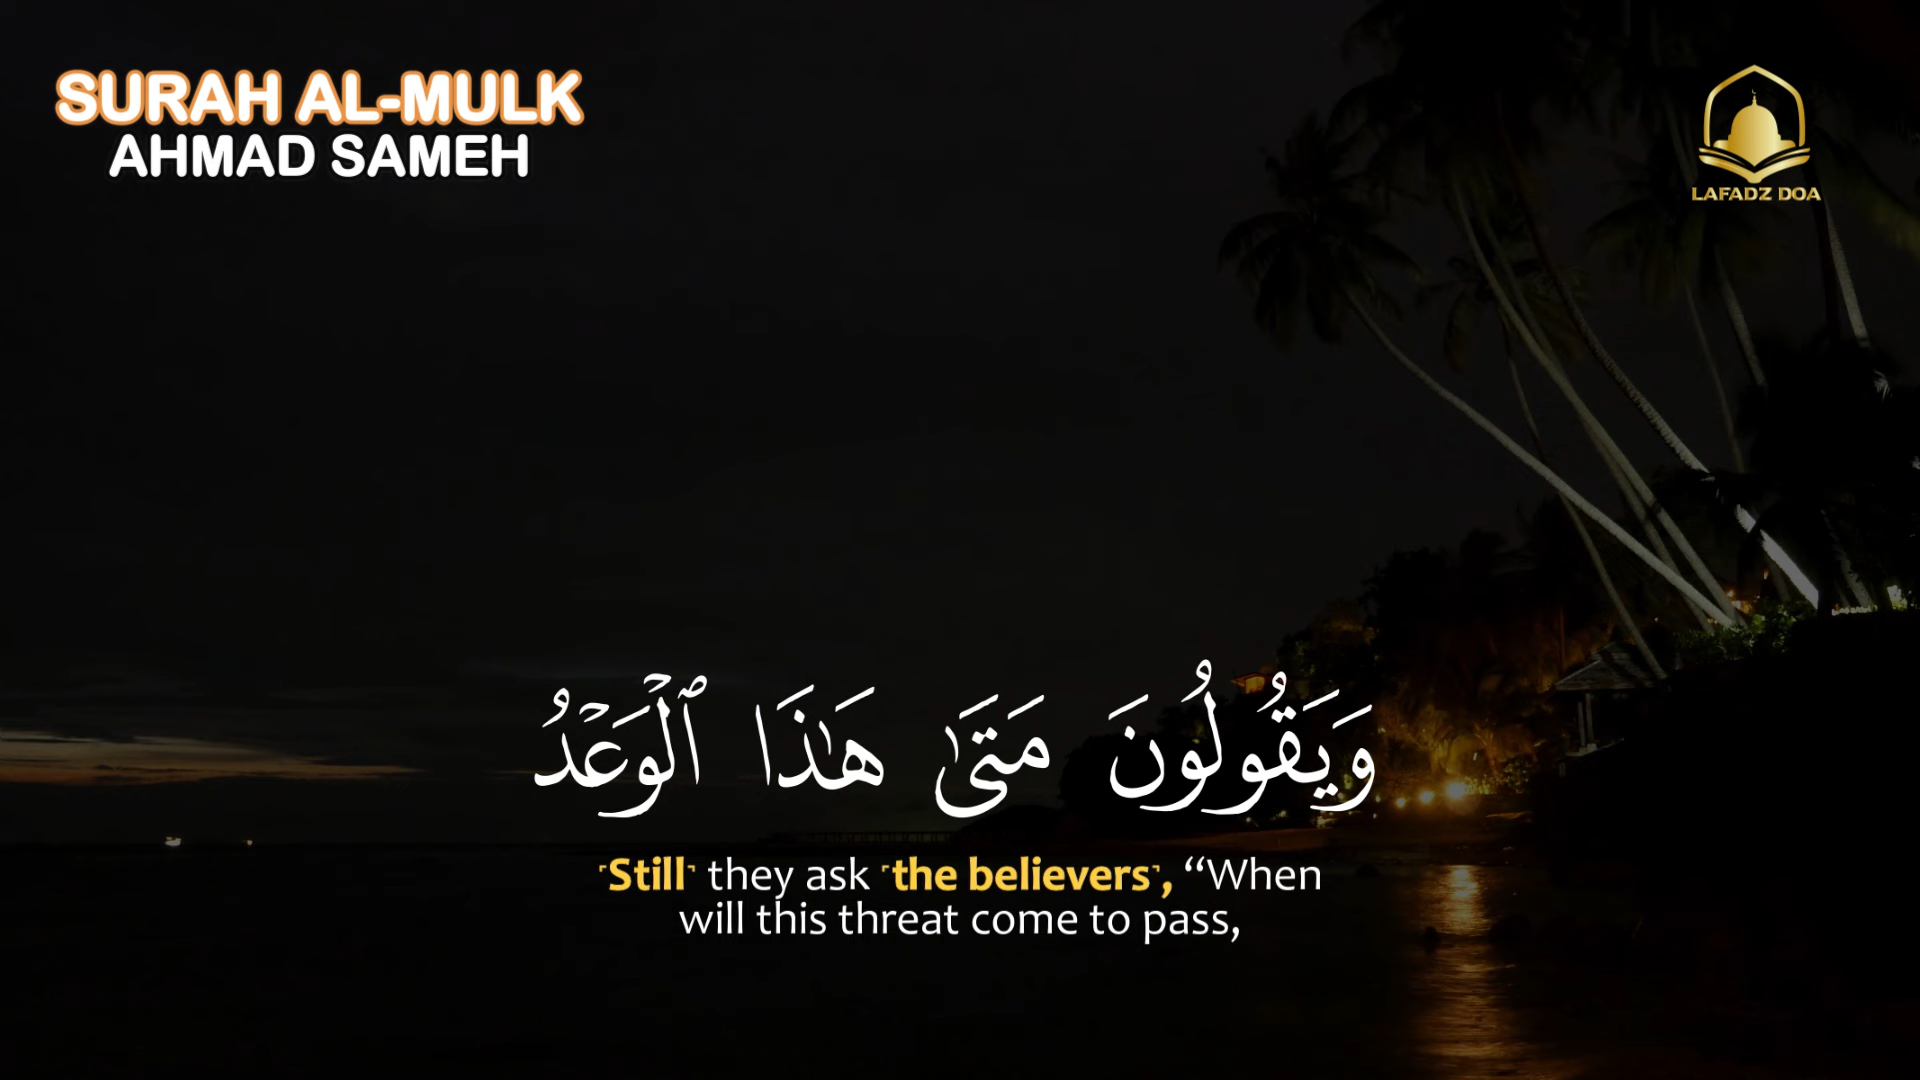 SURAH AL-MULK
AHMAD SAMEH
LAFADZ DOA
وَيَقُولُونَ مَتَىٰ هَٰذَا ٱلْوَعْدُ
⸢Still⸣ they ask ⸢the believers⸣, “When
will this threat come to pass,